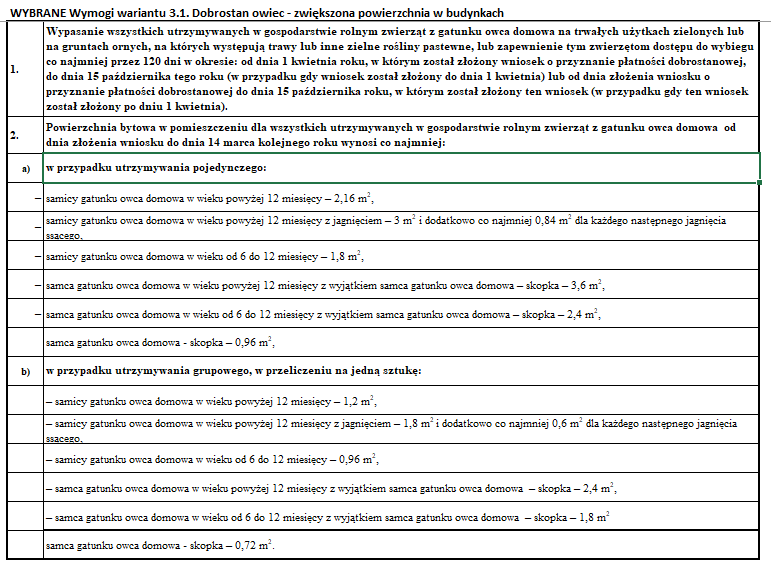 WYBRANE Wymogi wariantu 3.1. Dobrostan owiec - zwiększona powierzchnia w budynkach
1.
Wypasanie wszystkich utrzymywanych w gospodarstwie rolnym zwierząt z gatunku owca domowa na trwałych użytkach zielonych lub
na gruntach ornych, na których występują trawy lub inne zielne rośliny pastewne, lub zapewnienie tym zwierzętom dostępu do wybiegu
co najmniej przez 120 dni w okresie: od dnia 1 kwietnia roku, w którym został złożony wniosek o przyznanie płatności dobrostanowej,
do dnia 15 października tego roku (w przypadku gdy wniosek został złożony do dnia 1 kwietnia) lub od dnia złożenia wniosku o
przyznanie płatności dobrostanowej do dnia 15 października roku, w którym został złożony ten wniosek (w przypadku gdy ten wniosek
został złożony po dniu 1 kwietnia).
2.
Powierzchnia bytowa w pomieszczeniu dla wszystkich utrzymywanych w gospodarstwie rolnym zwierząt z gatunku owca domowa od
dnia złożenia wniosku do dnia 14 marca kolejnego roku wynosi co najmniej:
a) w przypadku utrzymywania pojedynczego:
– samicy gatunku owca domowa w wieku powyżej 12 miesięcy – 2,16 m²,
– samicy gatunku owca domowa w wieku powyżej 12 miesięcy z jagnięciem – 3 m² i dodatkowo co najmniej 0,84 m² dla każdego następnego jagnięcia
ssącego,
– samicy gatunku owca domowa w wieku od 6 do 12 miesięcy – 1,8 m²,
– samca gatunku owca domowa w wieku powyżej 12 miesięcy z wyjątkiem samca gatunku owca domowa – skopka – 3,6 m²,
– samca gatunku owca domowa w wieku od 6 do 12 miesięcy z wyjątkiem samca gatunku owca domowa – skopka – 2,4 m²,
samca gatunku owca domowa - skopka – 0,96 m²,
b) w przypadku utrzymywania grupowego, w przeliczeniu na jedną sztukę:
– samicy gatunku owca domowa w wieku powyżej 12 miesięcy – 1,2 m²,
– samicy gatunku owca domowa w wieku powyżej 12 miesięcy z jagnięciem – 1,8 m² i dodatkowo co najmniej 0,6 m² dla każdego następnego jagnięcia
ssącego,
– samicy gatunku owca domowa w wieku od 6 do 12 miesięcy – 0,96 m²,
– samca gatunku owca domowa w wieku powyżej 12 miesięcy z wyjątkiem samca gatunku owca domowa – skopka – 2,4 m²,
– samca gatunku owca domowa w wieku od 6 do 12 miesięcy z wyjątkiem samca gatunku owca domowa – skopka – 1,8 m²
samca gatunku owca domowa - skopka – 0,72 m².